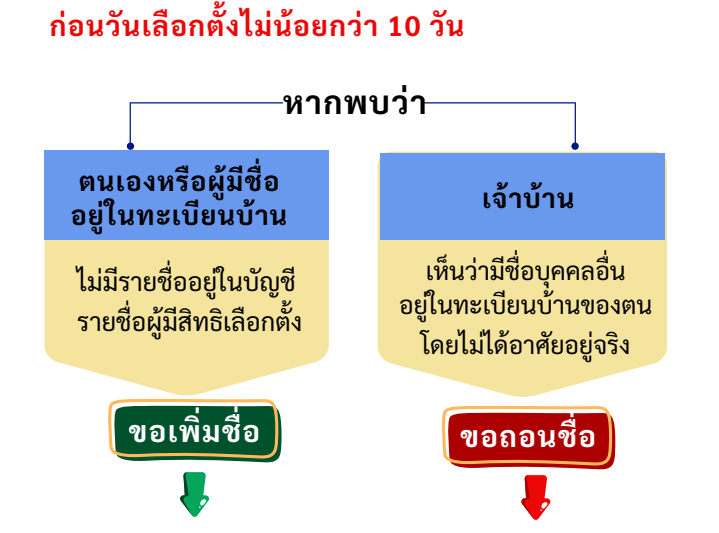 ก่อนวันเลือกตั้งไม่น้อยกว่า 10 วัน
หากพบว่า
ตนเองหรือผู้มีชื่อ
อยู่ในทะเบียนบ้าน
ไม่มีรายชื่ออยู่ในบัญชี
รายชื่อผู้มีสิทธิเลือกตั้ง
ขอเพิ่มชื่อ
เจ้าบ้าน
เห็นว่ามีชื่อบุคคลอื่น
อยู่ในทะเบียนบ้านของตน
โดยไม่ได้อาศัยอยู่จริง
ขอถอนชื่อ